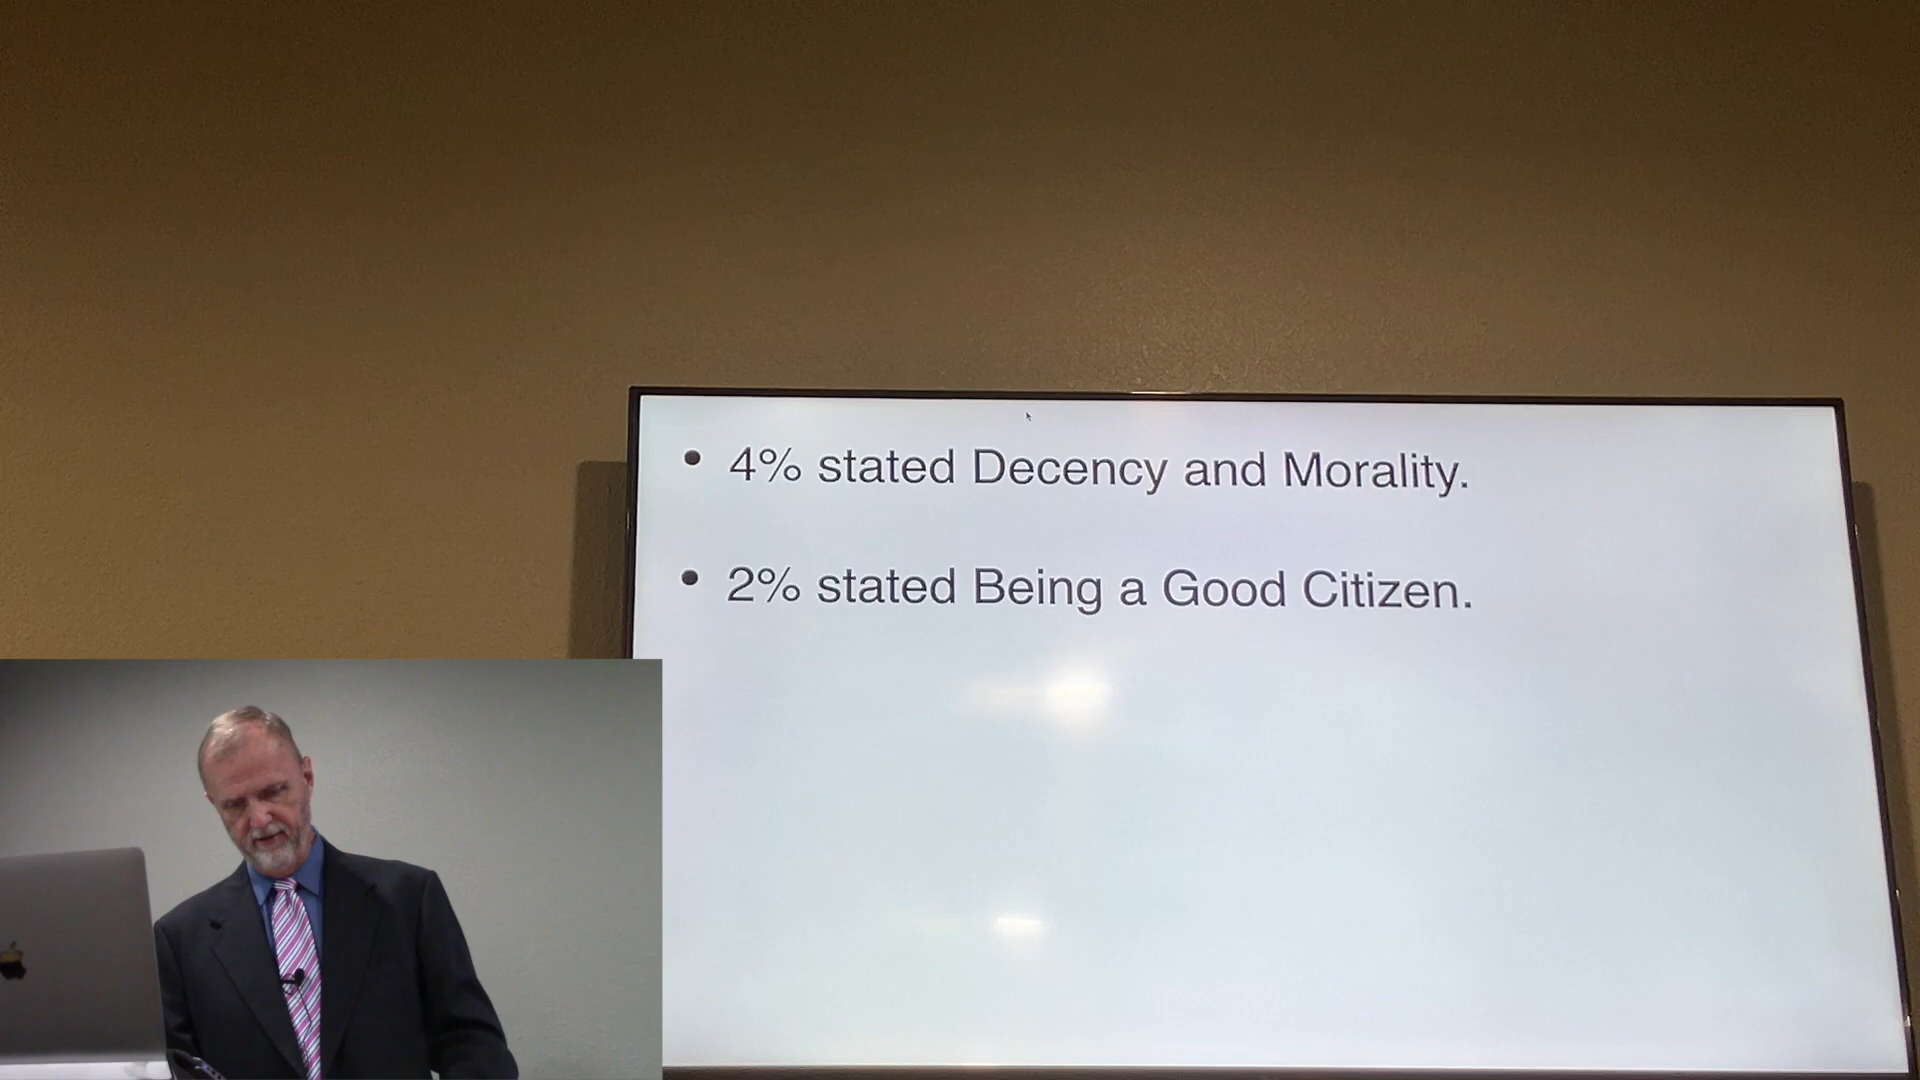 • 4% stated Decency and Morality.
• 2% stated Being a Good Citizen.